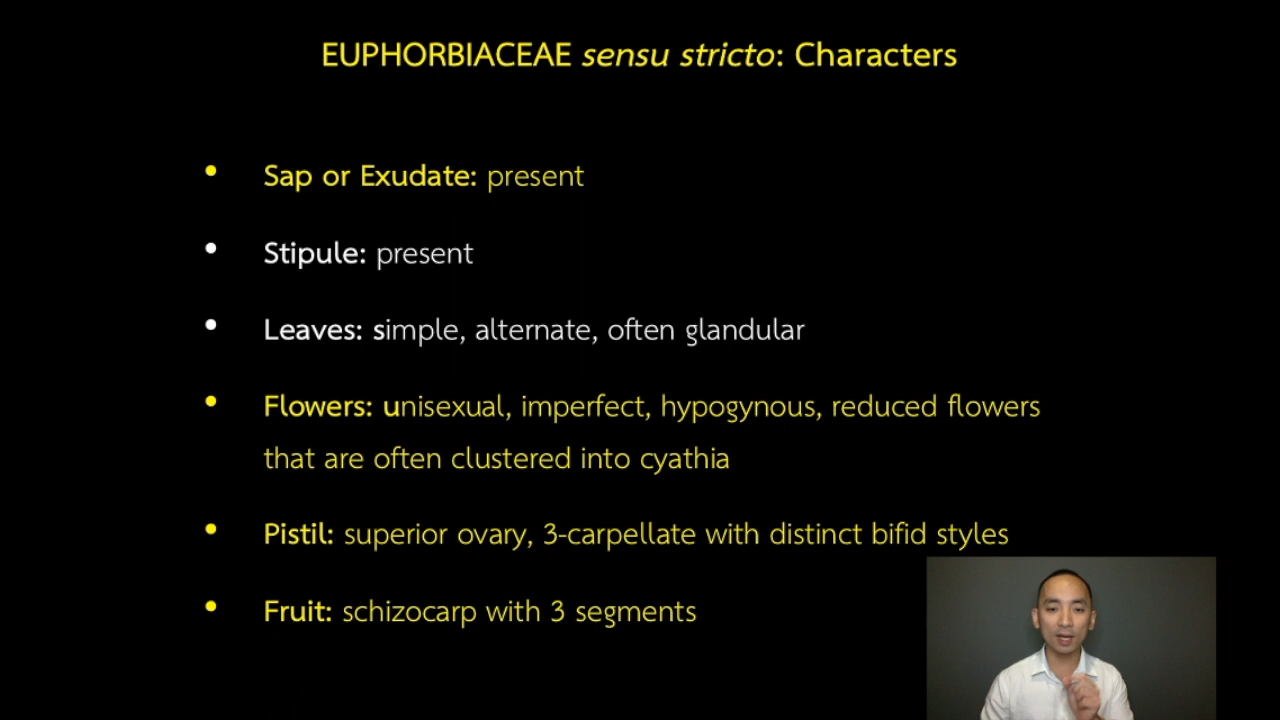 EUPHORBIACEAE sensu stricto: Characters
• Sap or Exudate: present
• Stipule: present
• Leaves: simple, alternate, often glandular
• Flowers: unisexual, imperfect, hypogynous, reduced flowers
that are often clustered into cyathia
• Pistil: superior ovary, 3-carpellate with distinct bifid styles
• Fruit: schizocarp with 3 segments